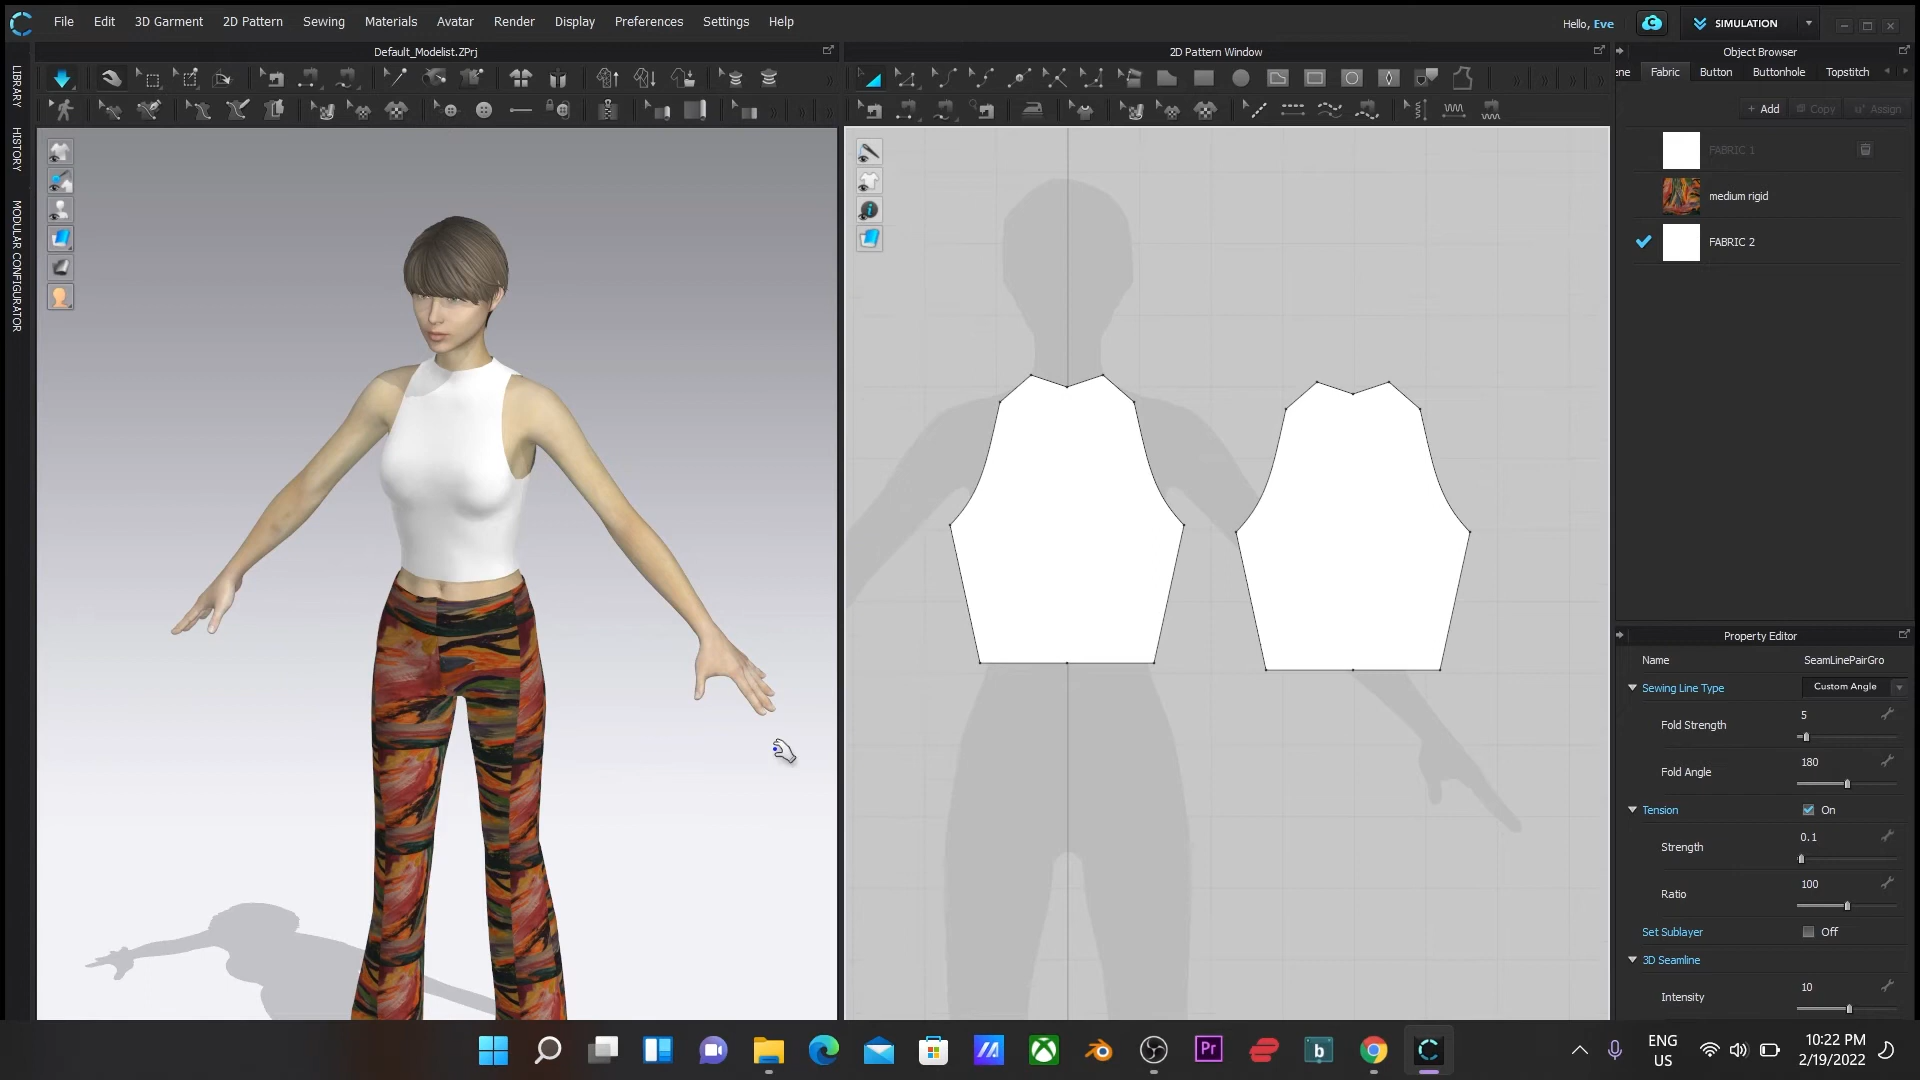 File Edit 3D Garment 2D Pattern Sewing Materials Avatar Render Display Preferences Settings Help
Hello, Eve
SIMULATION
Default_Modelist.ZPrj
2D Pattern Window
Object Browser
ene Fabric Button Buttonhole Topstitch
+ Add Copy Assign
LIBRARY
HISTORY
MODULAR CONFIGURATOR
FABRIC 1
medium rigid
FABRIC 2
Property Editor
Name SeamLinePairGro
Sewing Line Type Custom Angle
Fold Strength 5
Fold Angle 180
Tension On
Strength 0.1
Ratio 100
Set Sublayer Off
3D Seamline
Intensity 10
Pr
b
ENG
US
10:22 PM
2/19/2022